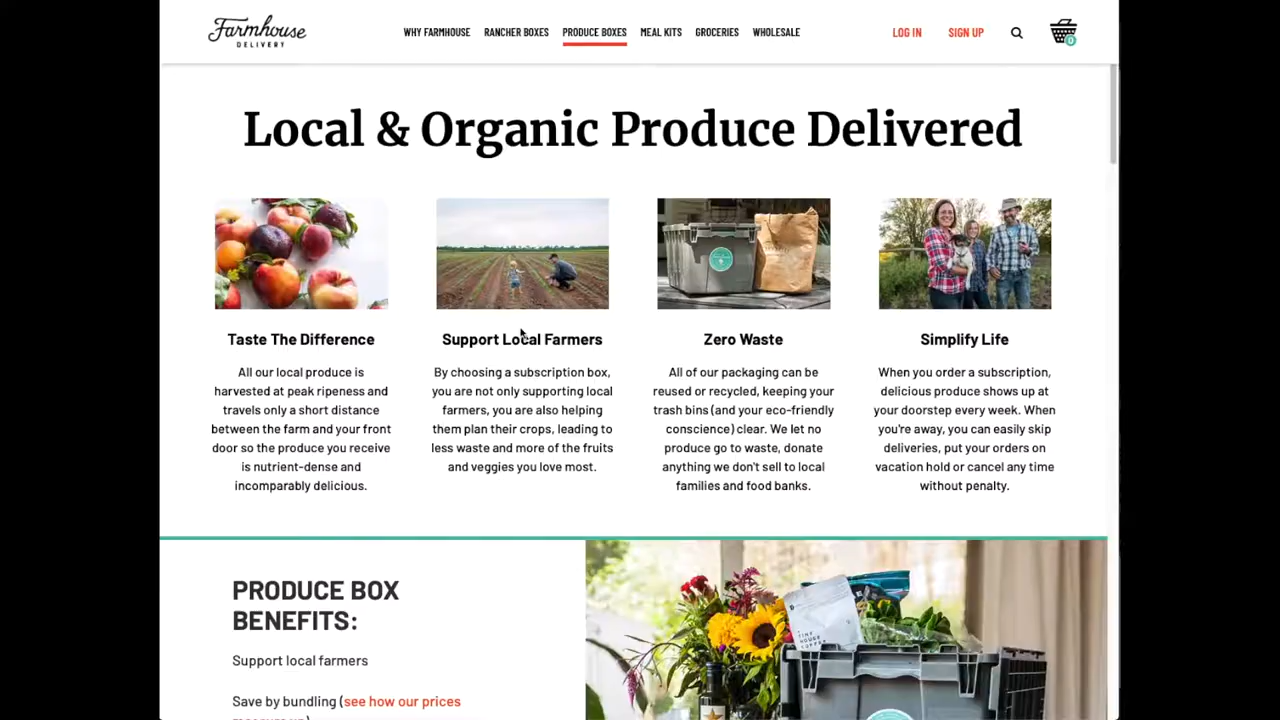 Farmhouse
DELIVERY
WHY FARMHOUSE
RANCHER BOXES
PRODUCE BOXES
MEAL KITS
GROCERIES
WHOLESALE
LOG IN
SIGN UP
0
Local & Organic Produce Delivered
Taste The Difference
All our local produce is
harvested at peak ripeness and
travels only a short distance
between the farm and your front
door so the produce you receive
is nutrient-dense and
incomparably delicious.
Support Local Farmers
By choosing a subscription box,
you are not only supporting local
farmers, you are also helping
them plan their crops, leading to
less waste and more of the fruits
and veggies you love most.
Zero Waste
All of our packaging can be
reused or recycled, keeping your
trash bins (and your eco-friendly
conscience) clear. We let no
produce go to waste, donate
anything we don't sell to local
families and food banks.
Simplify Life
When you order a subscription,
delicious produce shows up at
your doorstep every week. When
you're away, you can easily skip
deliveries, put your orders on
vacation hold or cancel any time
without penalty.
PRODUCE BOX
BENEFITS:
Support local farmers
Save by bundling (see how our prices
TINY
HOUSE
COFFEE